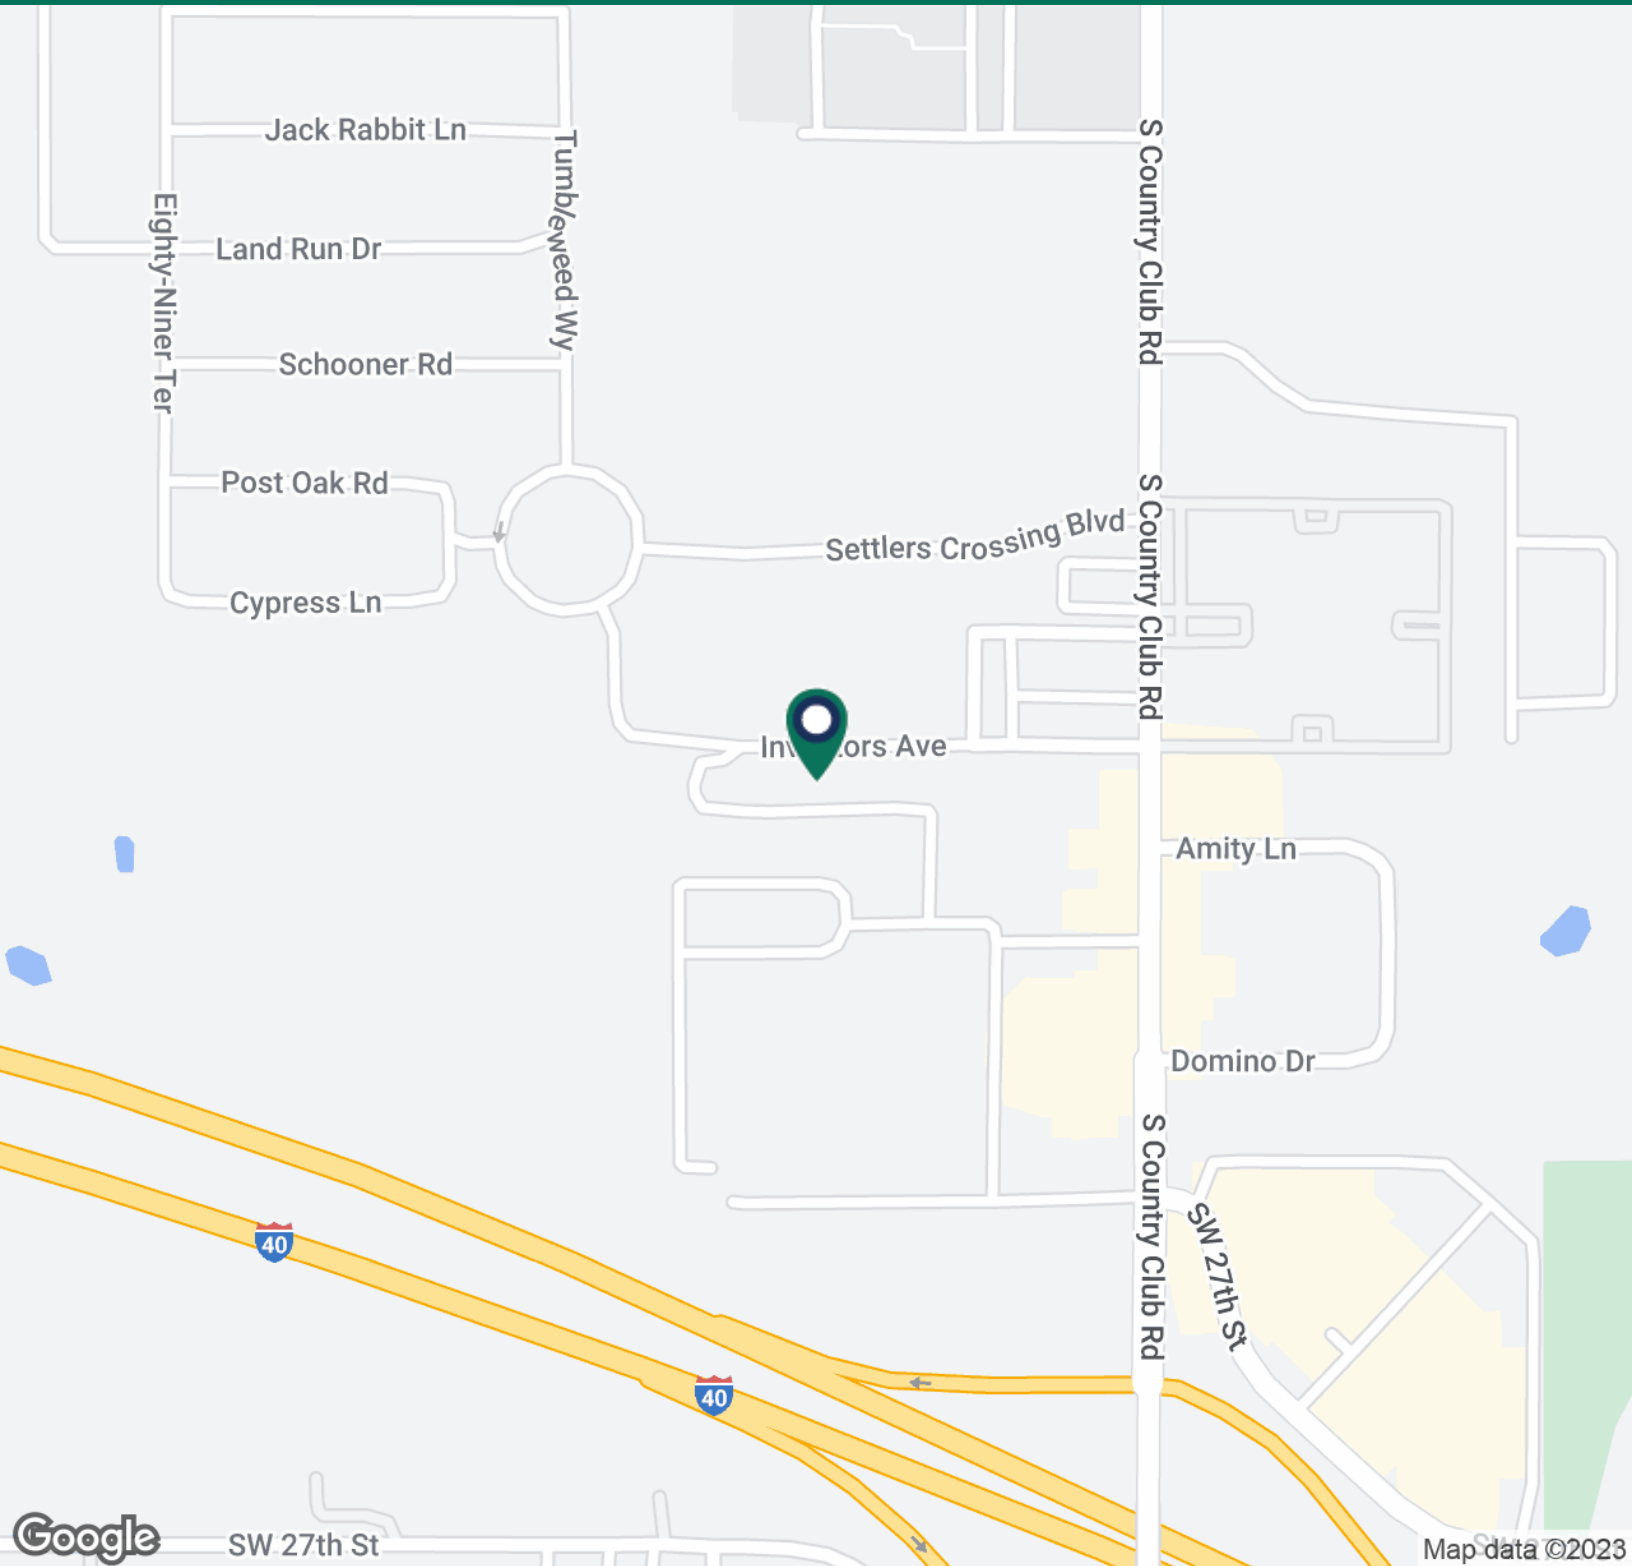 Jack Rabbit Ln
Tumbleweed Wy
S Country Club Rd
Eighty-Niner Ter
Land Run Dr
Schooner Rd
Post Oak Rd
S Country Club Rd
Settlers Crossing Blvd
Cypress Ln
Ave
Amity Ln
Domino Dr
S Country Club Rd
SW 27th St
40
40
SW 27th St
Google
Map data ©2023